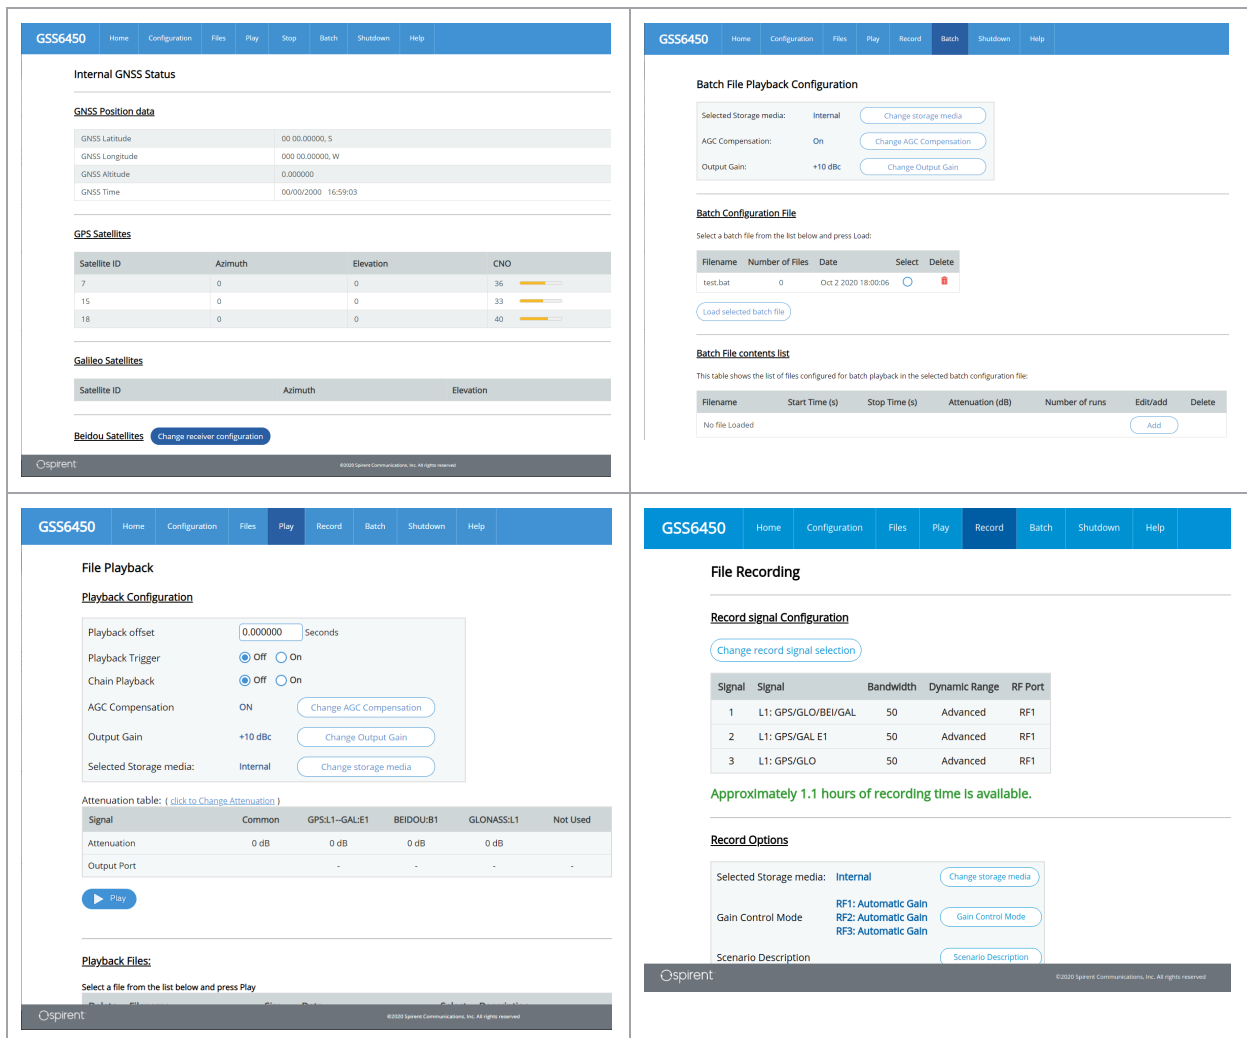 GSS6450 Home Configuration Files Play Stop Batch Shutdown Help
Internal GNSS Status
GNSS Position data
GNSS Latitude 00 00.00000, S
GNSS Longitude 000 00.00000, W
GNSS Altitude 0.000000
GNSS Time 00/00/2000 16:59:03
GPS Satellites
Satellite ID Azimuth Elevation CNO
7 0 0 36
15 0 0 33
18 0 0 40
Galileo Satellites
Satellite ID Azimuth Elevation
Beidou Satellites Change receiver configuration
spirent ©2020 Spirent Communications, Inc. All rights reserved
GSS6450 Home Configuration Files Play Record Batch Shutdown Help
Batch File Playback Configuration
Selected Storage media: Internal Change storage media
AGC Compensation: On Change AGC Compensation
Output Gain: +10 dBc Change Output Gain
Batch Configuration File
Select a batch file from the list below and press Load:
Filename Number of Files Date Select Delete
test.bat 0 Oct 2 2020 18:00:06
Load selected batch file
Batch File contents list
This table shows the list of files configured for batch playback in the selected batch configuration file:
Filename Start Time (s) Stop Time (s) Attenuation (dB) Number of runs Edit/add Delete
No file Loaded Add
GSS6450 Home Configuration Files Play Record Batch Shutdown Help
File Playback
Playback Configuration
Playback offset 0.000000 Seconds
Playback Trigger Off On
Chain Playback Off On
AGC Compensation ON Change AGC Compensation
Output Gain +10 dBc Change Output Gain
Selected Storage media: Internal Change storage media
Attenuation table: ( click to Change Attenuation )
Signal Common GPS:L1--GAL:E1 BEIDOU:B1 GLONASS:L1 Not Used
Attenuation 0 dB 0 dB 0 dB 0 dB
Output Port - - - -
Play
Playback Files:
Select a file from the list below and press Play
spirent ©2020 Spirent Communications, Inc. All rights reserved
GSS6450 Home Configuration Files Play Record Batch Shutdown Help
File Recording
Record signal Configuration
Change record signal selection
Signal Signal Bandwidth Dynamic Range RF Port
1 L1: GPS/GLO/BEI/GAL 50 Advanced RF1
2 L1: GPS/GAL E1 50 Advanced RF1
3 L1: GPS/GLO 50 Advanced RF1
Approximately 1.1 hours of recording time is available.
Record Options
Selected Storage media: Internal Change storage media
RF1: Automatic Gain
Gain Control Mode RF2: Automatic Gain Gain Control Mode
RF3: Automatic Gain
Scenario Description Scenario Description
spirent ©2020 Spirent Communications, Inc. All rights reserved